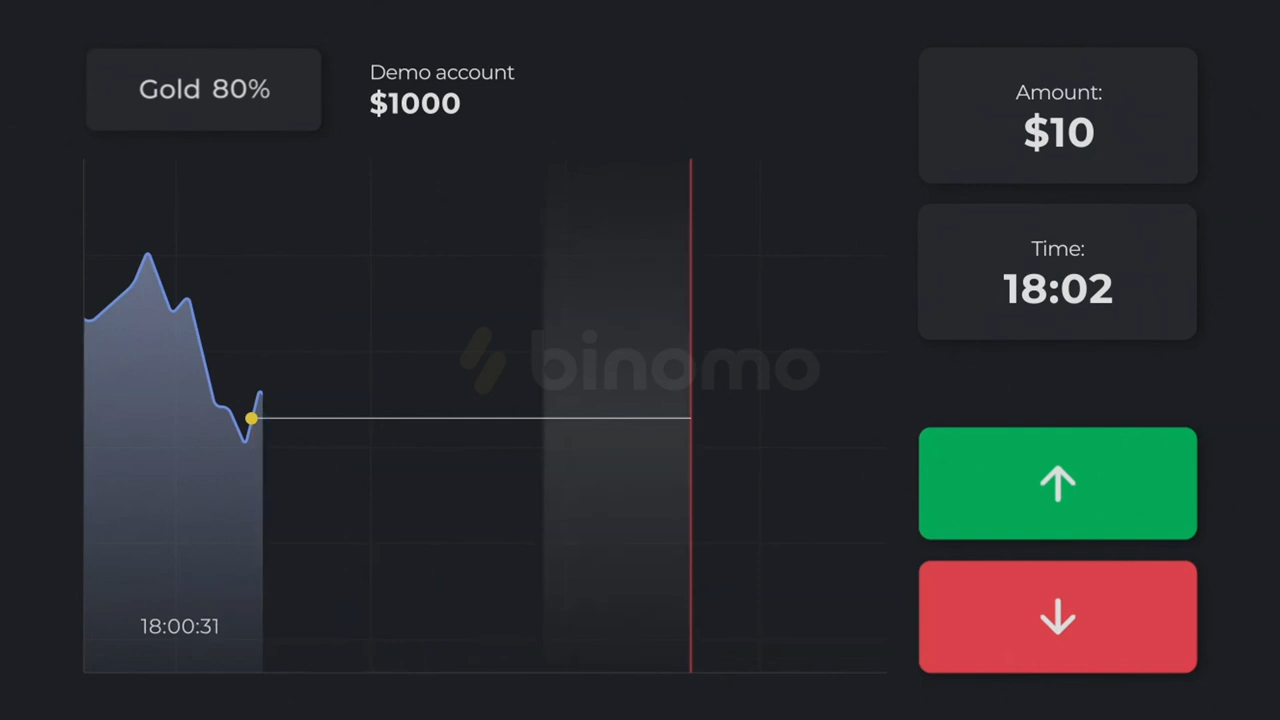 Gold 80%
Demo account
$1000
Amount:
$10
Time:
18:02
binomo
18:00:31